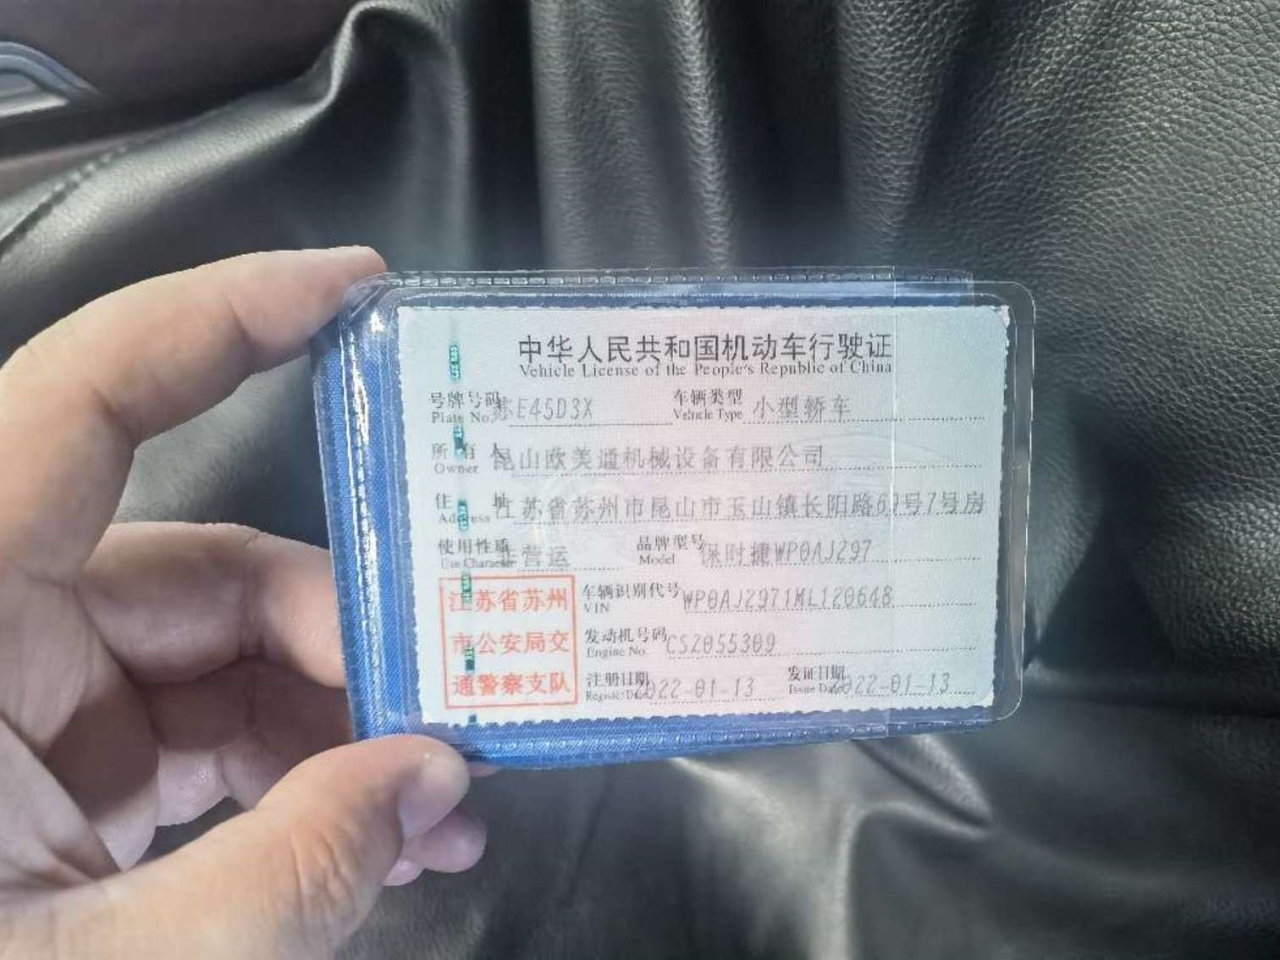 中华人民共和国机动车行驶证
Vehicle License of the People's Republic of China
号牌号码 苏E45D3X 车辆类型 小型轿车
Plate No. Vehicle Type
所有人 昆山欧美通机械设备有限公司
Owner
住址 江苏省苏州市昆山市玉山镇长阳路69号7号房
Address
使用性质 非营运 品牌型号 保时捷WP0AJ297
Use Character Model
江苏省苏州 车辆识别代号 WP0AJ2971ML120648
VIN
市公安局交 发动机号码 CSZ055309
Engine No.
通警察支队 注册日期 2022-01-13 发证日期 2022-01-13
Register Date Issue Date